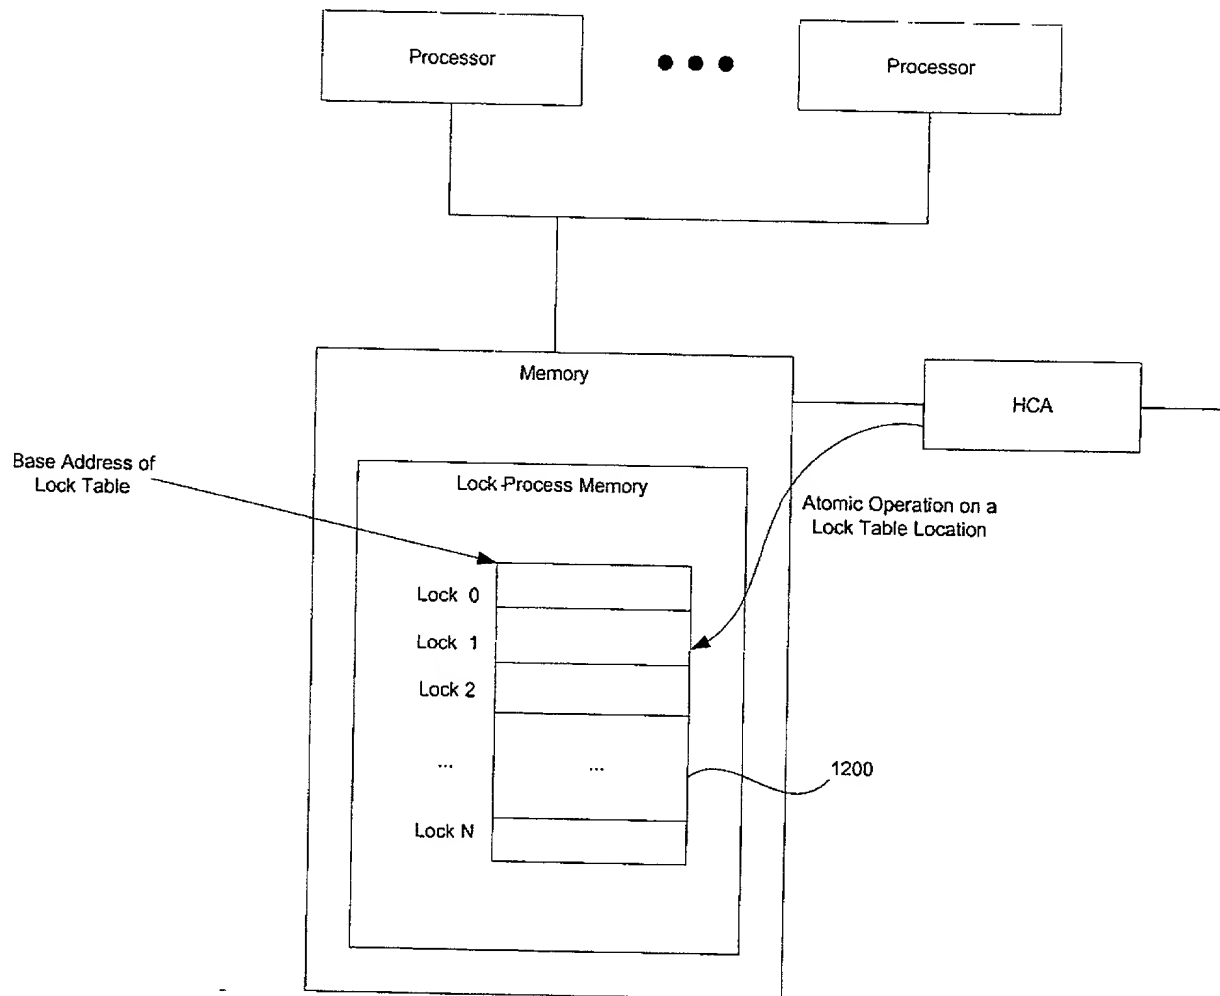 Processor
Processor
Memory
HCA
Base Address of
Lock Table
Lock-Process Memory
Atomic Operation on a
Lock Table Location
Lock 0
Lock 1
Lock 2
...
...
1200
Lock N